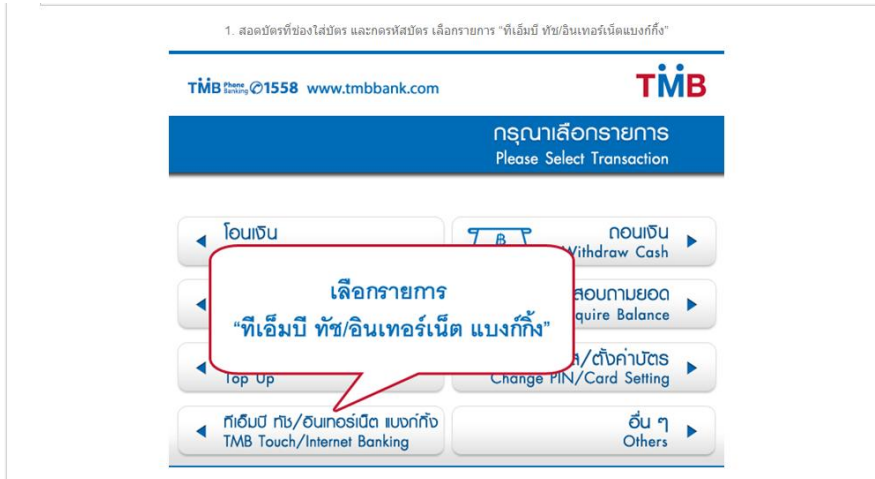 1. สอดบัตรที่ช่องใส่บัตร และกดรหัสบัตร เลือกรายการ "ทีเอ็มบี ทัช/อินเทอร์เน็ตแบงก์กิ้ง"
TMB Phone Banking 1558 www.tmbbank.com
TMB
กรุณาเลือกรายการ
Please Select Transaction
โอนเงิน
ถอนเงิน
Withdraw Cash
เลือกรายการ
“ทีเอ็มบี ทัช/อินเทอร์เน็ต แบงก์กิ้ง”
สอบถามยอด
quire Balance
Top Up
/ตั้งค่าบัตร
Change PIN/Card Setting
ทีเอ็มบี ทัช/อินเทอร์เน็ต แบงก์กิ้ง
TMB Touch/Internet Banking
อื่น ๆ
Others